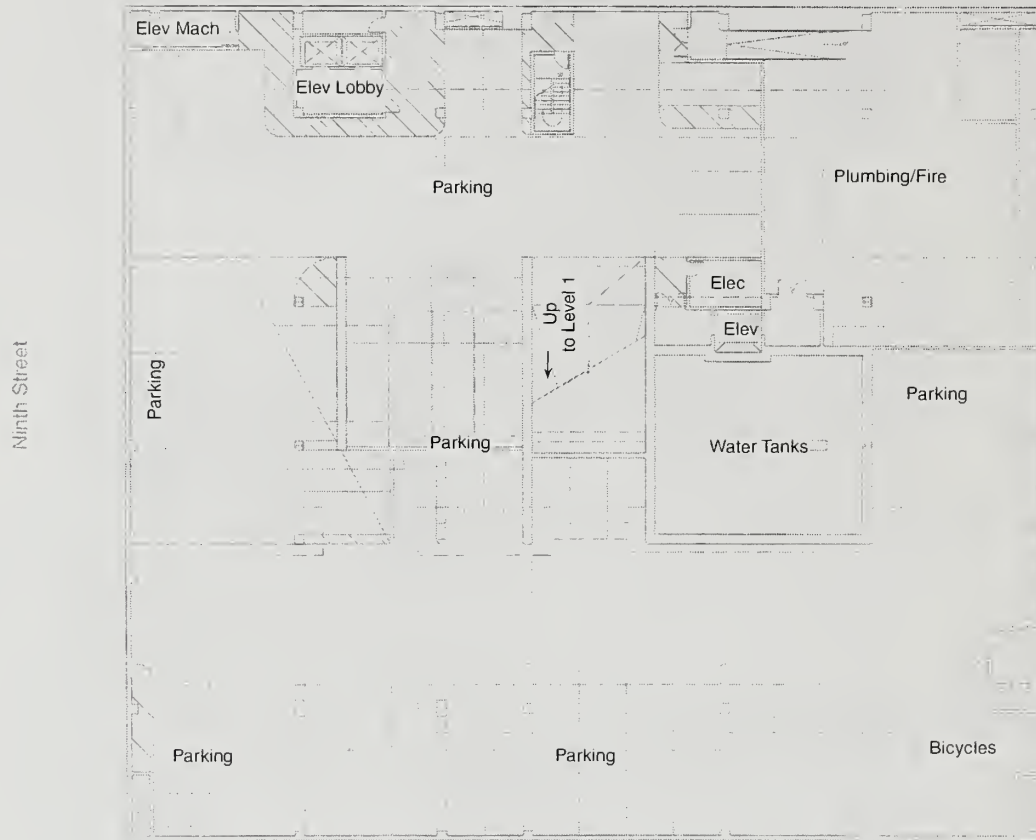 Elev Mach
Elev Lobby
Parking
Plumbing/Fire
Up
to Level 1
Elec
Elev
Ninth Street
Parking
Parking
Water Tanks
Parking
Parking
Parking
Bicycles